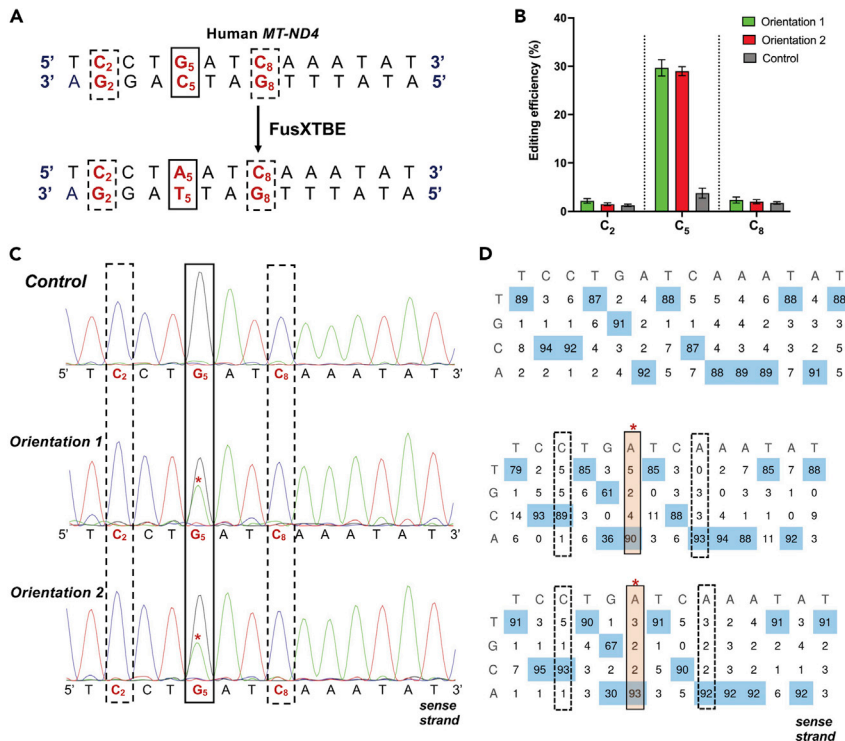 A
Human MT-ND4
5’ T C2 C T G5 A T C8 A A A T A T 3’
3’ A G2 G A C5 T A G8 T T T A T A 5’
FusXTBE
5’ T C2 C T A5 A T C8 A A A T A T 3’
3’ A G2 G A T5 T A G8 T T T A T A 5’
B
Editing efficiency (%)
40
30
20
10
0
C2 C5 C8
Orientation 1
Orientation 2
Control
C
Control
5' T C2 C T G5 A T C8 A A A T A T 3'
Orientation 1
*
5' T C2 C T G5 A T C8 A A A T A T 3'
Orientation 2
*
5' T C2 C T G5 A T C8 A A A T A T 3'
sense
strand
D
T C C T G A T C A A A T A T
T 89 3 6 87 2 4 88 5 5 4 6 88 4 88
G 1 1 1 6 91 2 1 1 4 4 2 3 3 3
C 8 94 92 4 3 2 7 87 4 3 4 3 2 5
A 2 2 1 2 4 92 5 7 88 89 89 7 91 5
*
T C C T G A T C A A A T A T
T 79 2 5 85 3 5 85 3 0 2 7 85 7 88
G 1 5 5 6 61 2 0 3 3 0 3 3 1 0
C 14 93 89 3 0 4 11 88 3 4 1 1 0 9
A 6 0 1 6 36 90 3 6 93 94 88 11 92 3
*
T C C T G A T C A A A T A T
T 91 3 5 90 1 3 91 5 3 2 4 91 3 91
G 1 1 1 4 67 2 1 0 2 3 2 2 4 2
C 7 95 93 3 2 2 5 90 2 3 2 1 1 3
A 1 1 1 3 30 93 3 5 92 92 92 6 92 3
sense
strand